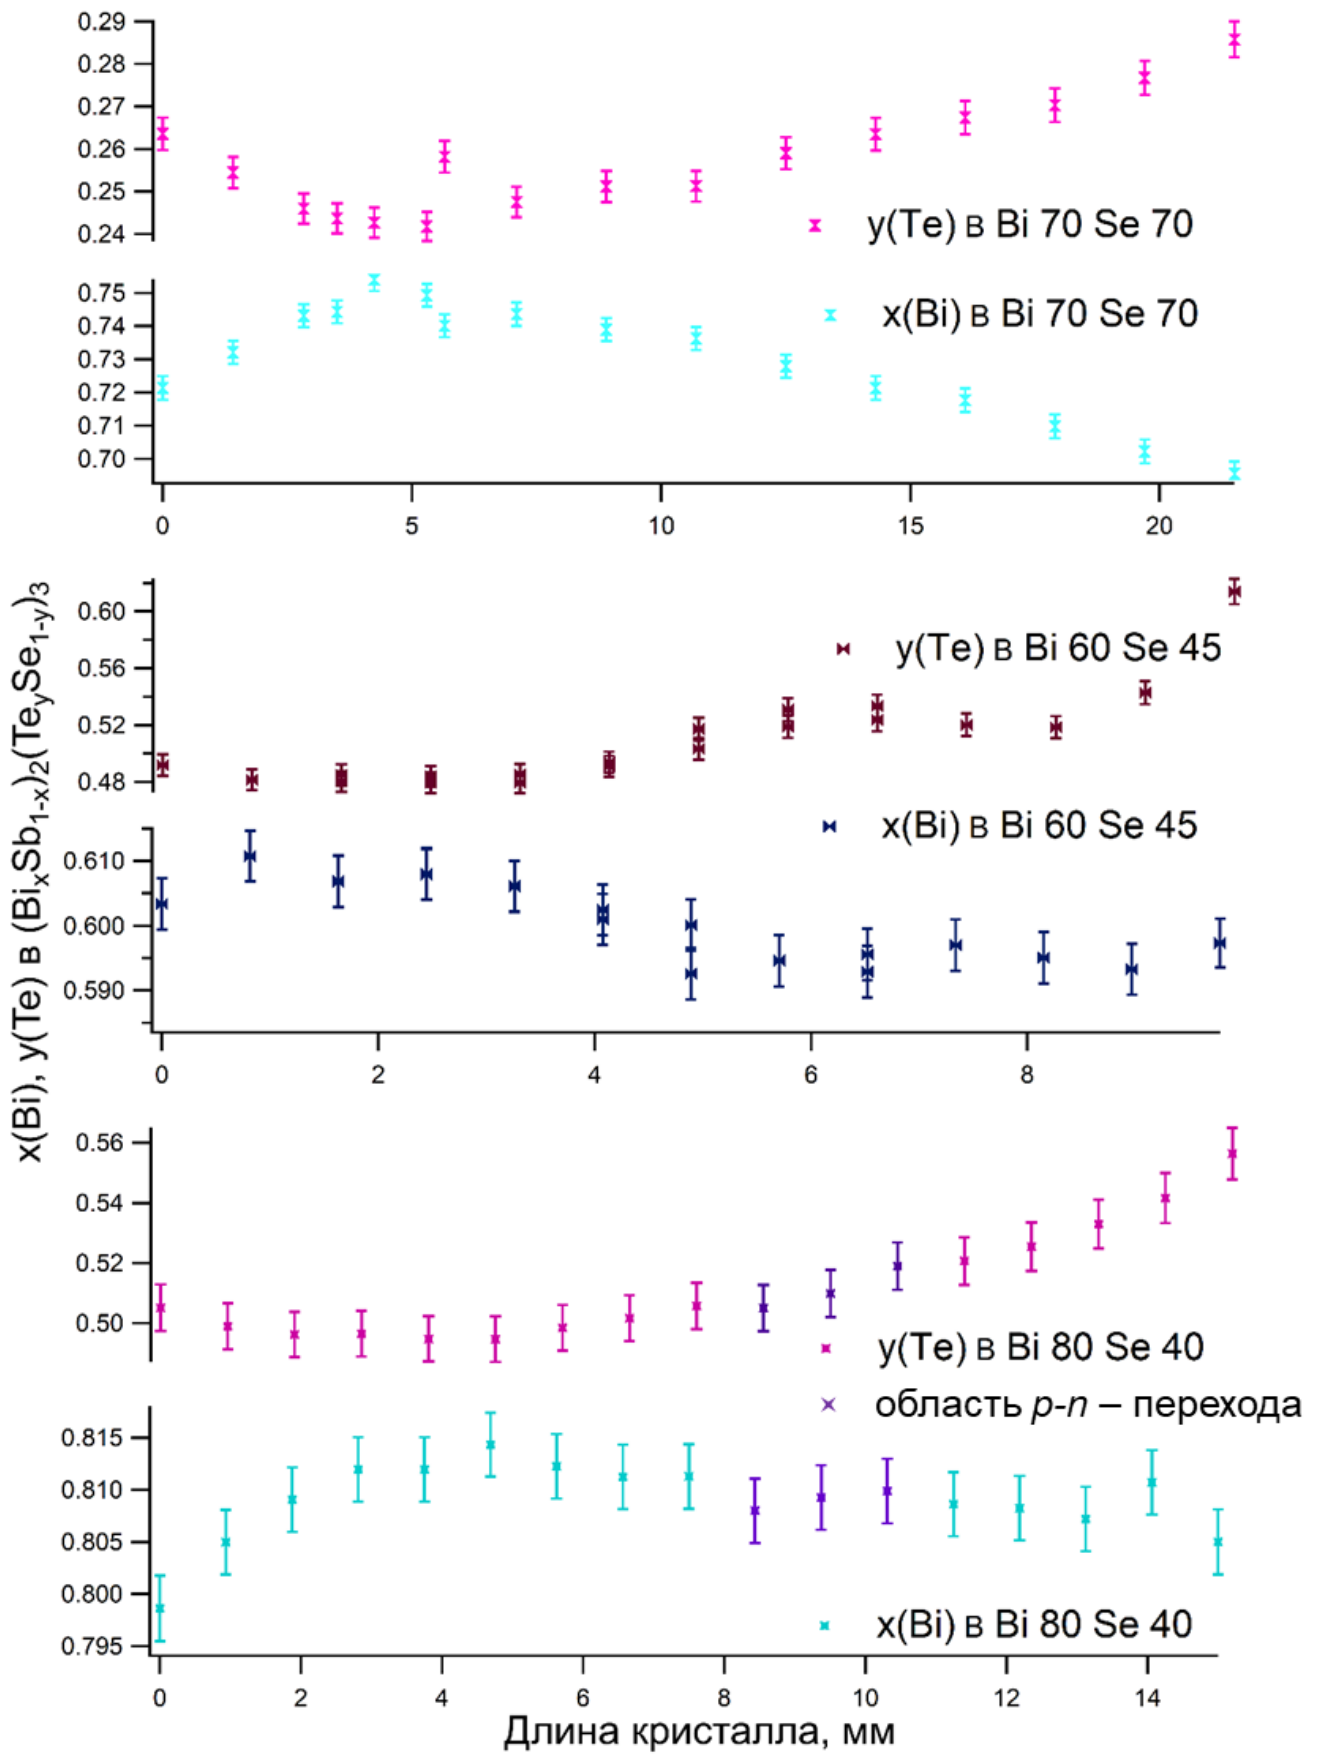 0.29
0.28
0.27
0.26
0.25
0.24
y(Te) в Bi 70 Se 70
0.75
0.74
0.73
0.72
0.71
0.70
x(Bi) в Bi 70 Se 70
0 5 10 15 20
x(Bi), y(Te) в (BixSb1-x)2(TeySe1-y)3
0.60
0.56
0.52
0.48
y(Te) в Bi 60 Se 45
x(Bi) в Bi 60 Se 45
0.610
0.600
0.590
0 2 4 6 8
0.56
0.54
0.52
0.50
y(Te) в Bi 80 Se 40
область p-n – перехода
0.815
0.810
0.805
0.800
0.795
x(Bi) в Bi 80 Se 40
0 2 4 6 8 10 12 14
Длина кристалла, мм